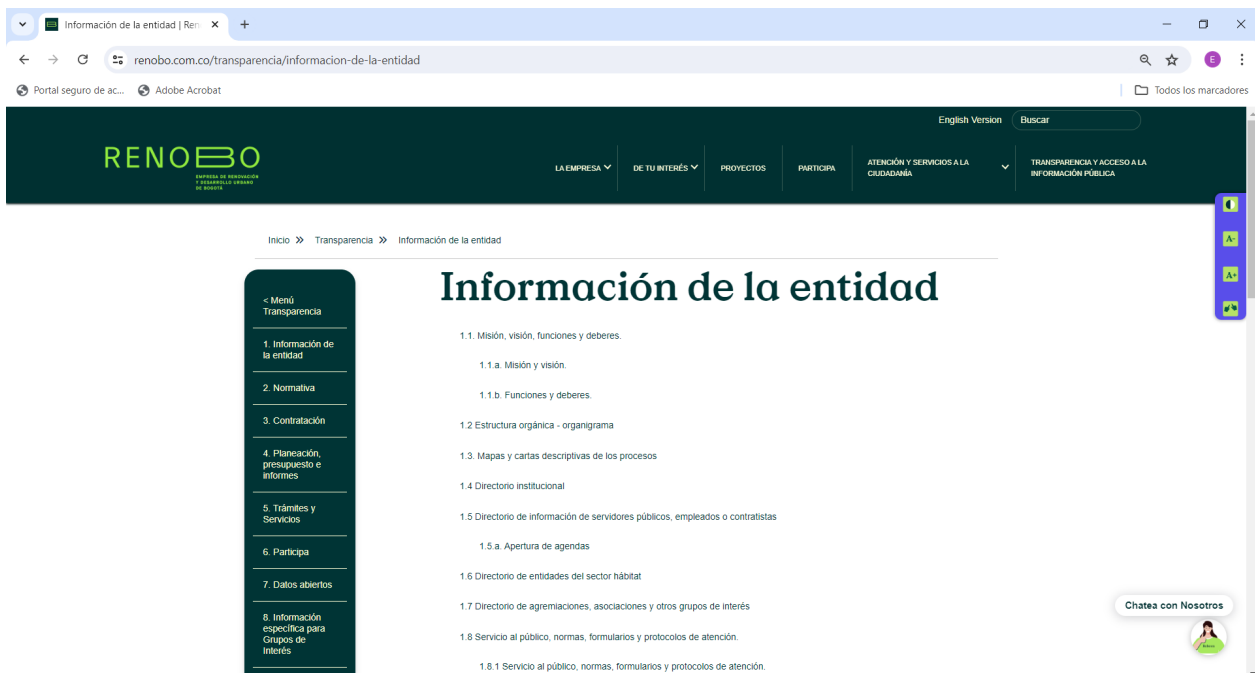 Información de la entidad | Ren
renobo.com.co/transparencia/informacion-de-la-entidad
E
Portal seguro de ac...
Adobe Acrobat
Todos los marcadores
English Version
Buscar
RENOBO
EMPRESA DE RENOVACIÓN
Y DESARROLLO URBANO
DE BOGOTÁ
LA EMPRESA
DE TU INTERÉS
PROYECTOS
PARTICIPA
ATENCIÓN Y SERVICIOS A LA
CIUDADANÍA
TRANSPARENCIA Y ACCESO A LA
INFORMACIÓN PÚBLICA
A-
A+
Inicio » Transparencia » Información de la entidad
< Menú
Transparencia
1. Información de
la entidad
2. Normativa
3. Contratación
4. Planeación,
presupuesto e
informes
5. Trámites y
Servicios
6. Participa
7. Datos abiertos
8. Información
específica para
Grupos de
Interés
Información de la entidad
1.1. Misión, visión, funciones y deberes.
1.1.a. Misión y visión.
1.1.b. Funciones y deberes.
1.2 Estructura orgánica - organigrama
1.3. Mapas y cartas descriptivas de los procesos
1.4 Directorio institucional
1.5 Directorio de información de servidores públicos, empleados o contratistas
1.5.a. Apertura de agendas
1.6 Directorio de entidades del sector hábitat
1.7 Directorio de agremiaciones, asociaciones y otros grupos de interés
1.8 Servicio al público, normas, formularios y protocolos de atención.
1.8.1 Servicio al público, normas, formularios y protocolos de atención.
Chatea con Nosotros